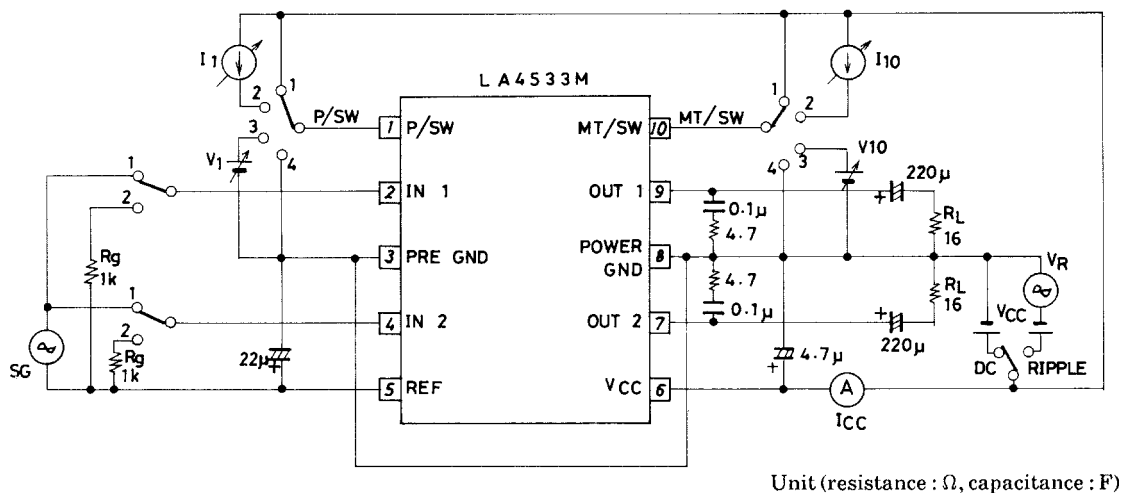 LA4533M
I1
I10
1
2
3
4
P/SW
V1
1
2
3
4
MT/SW
V10
1 P/SW
MT/SW 10
2 IN 1
OUT 1 9
3 PRE GND
POWER GND 8
4 IN 2
OUT 2 7
5 REF
VCC 6
1
2
Rg
1k
1
2
Rg
1k
SG
22μ
+
0.1μ
4.7
4.7
0.1μ
220μ
+
RL
16
RL
16
220μ
+
4.7μ
+
A
ICC
VR
VCC
DC
RIPPLE
Unit (resistance : Ω, capacitance : F)